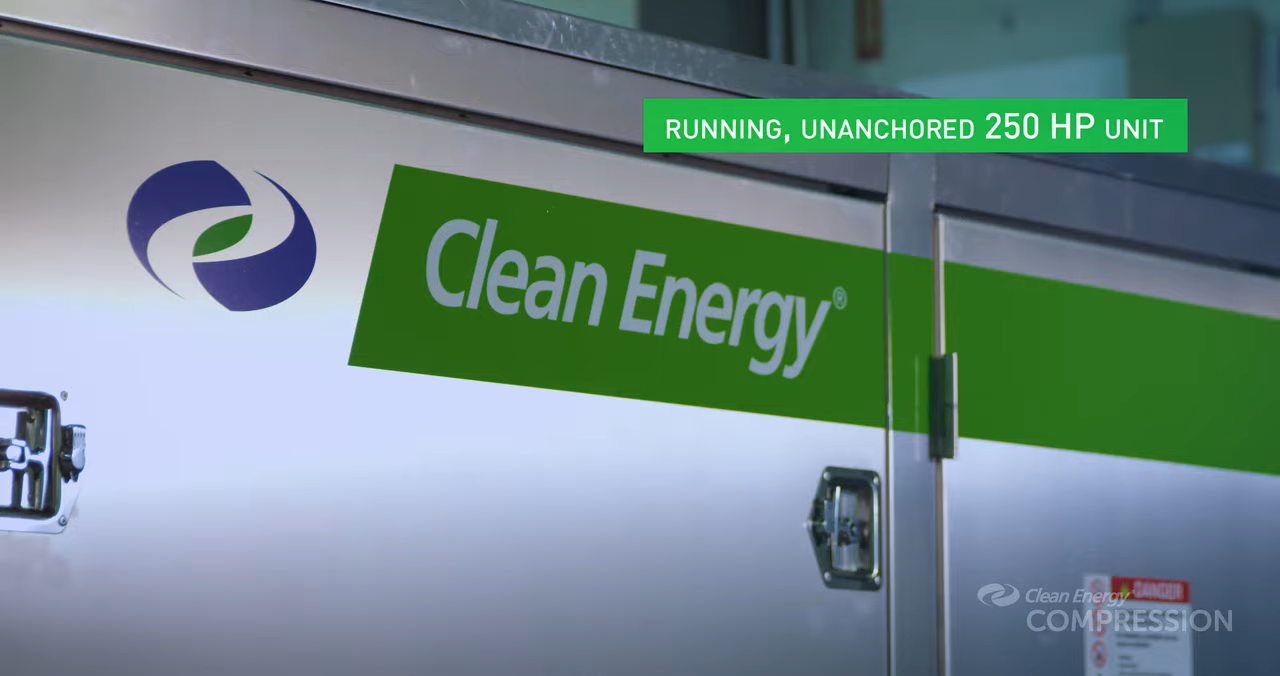 RUNNING, UNANCHORED 250 HP UNIT
Clean Energy®
DANGER
Clean Energy
COMPRESSION